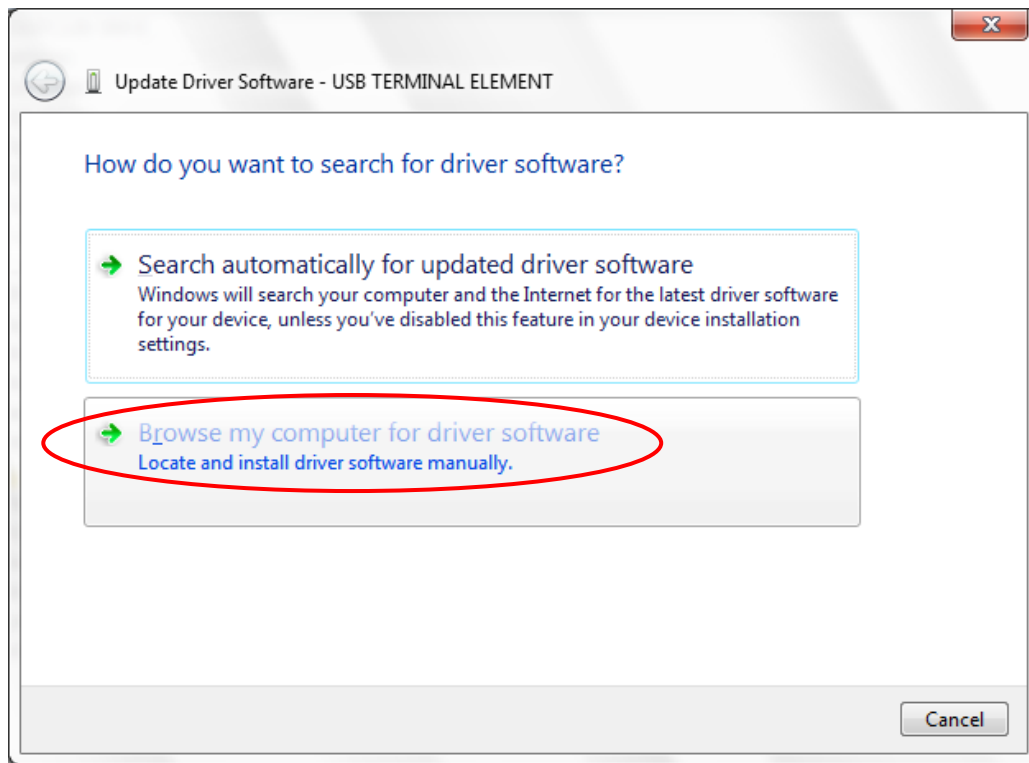 Update Driver Software - USB TERMINAL ELEMENT
How do you want to search for driver software?
Search automatically for updated driver software
Windows will search your computer and the Internet for the latest driver software
for your device, unless you've disabled this feature in your device installation
settings.
Browse my computer for driver software
Locate and install driver software manually.
Cancel